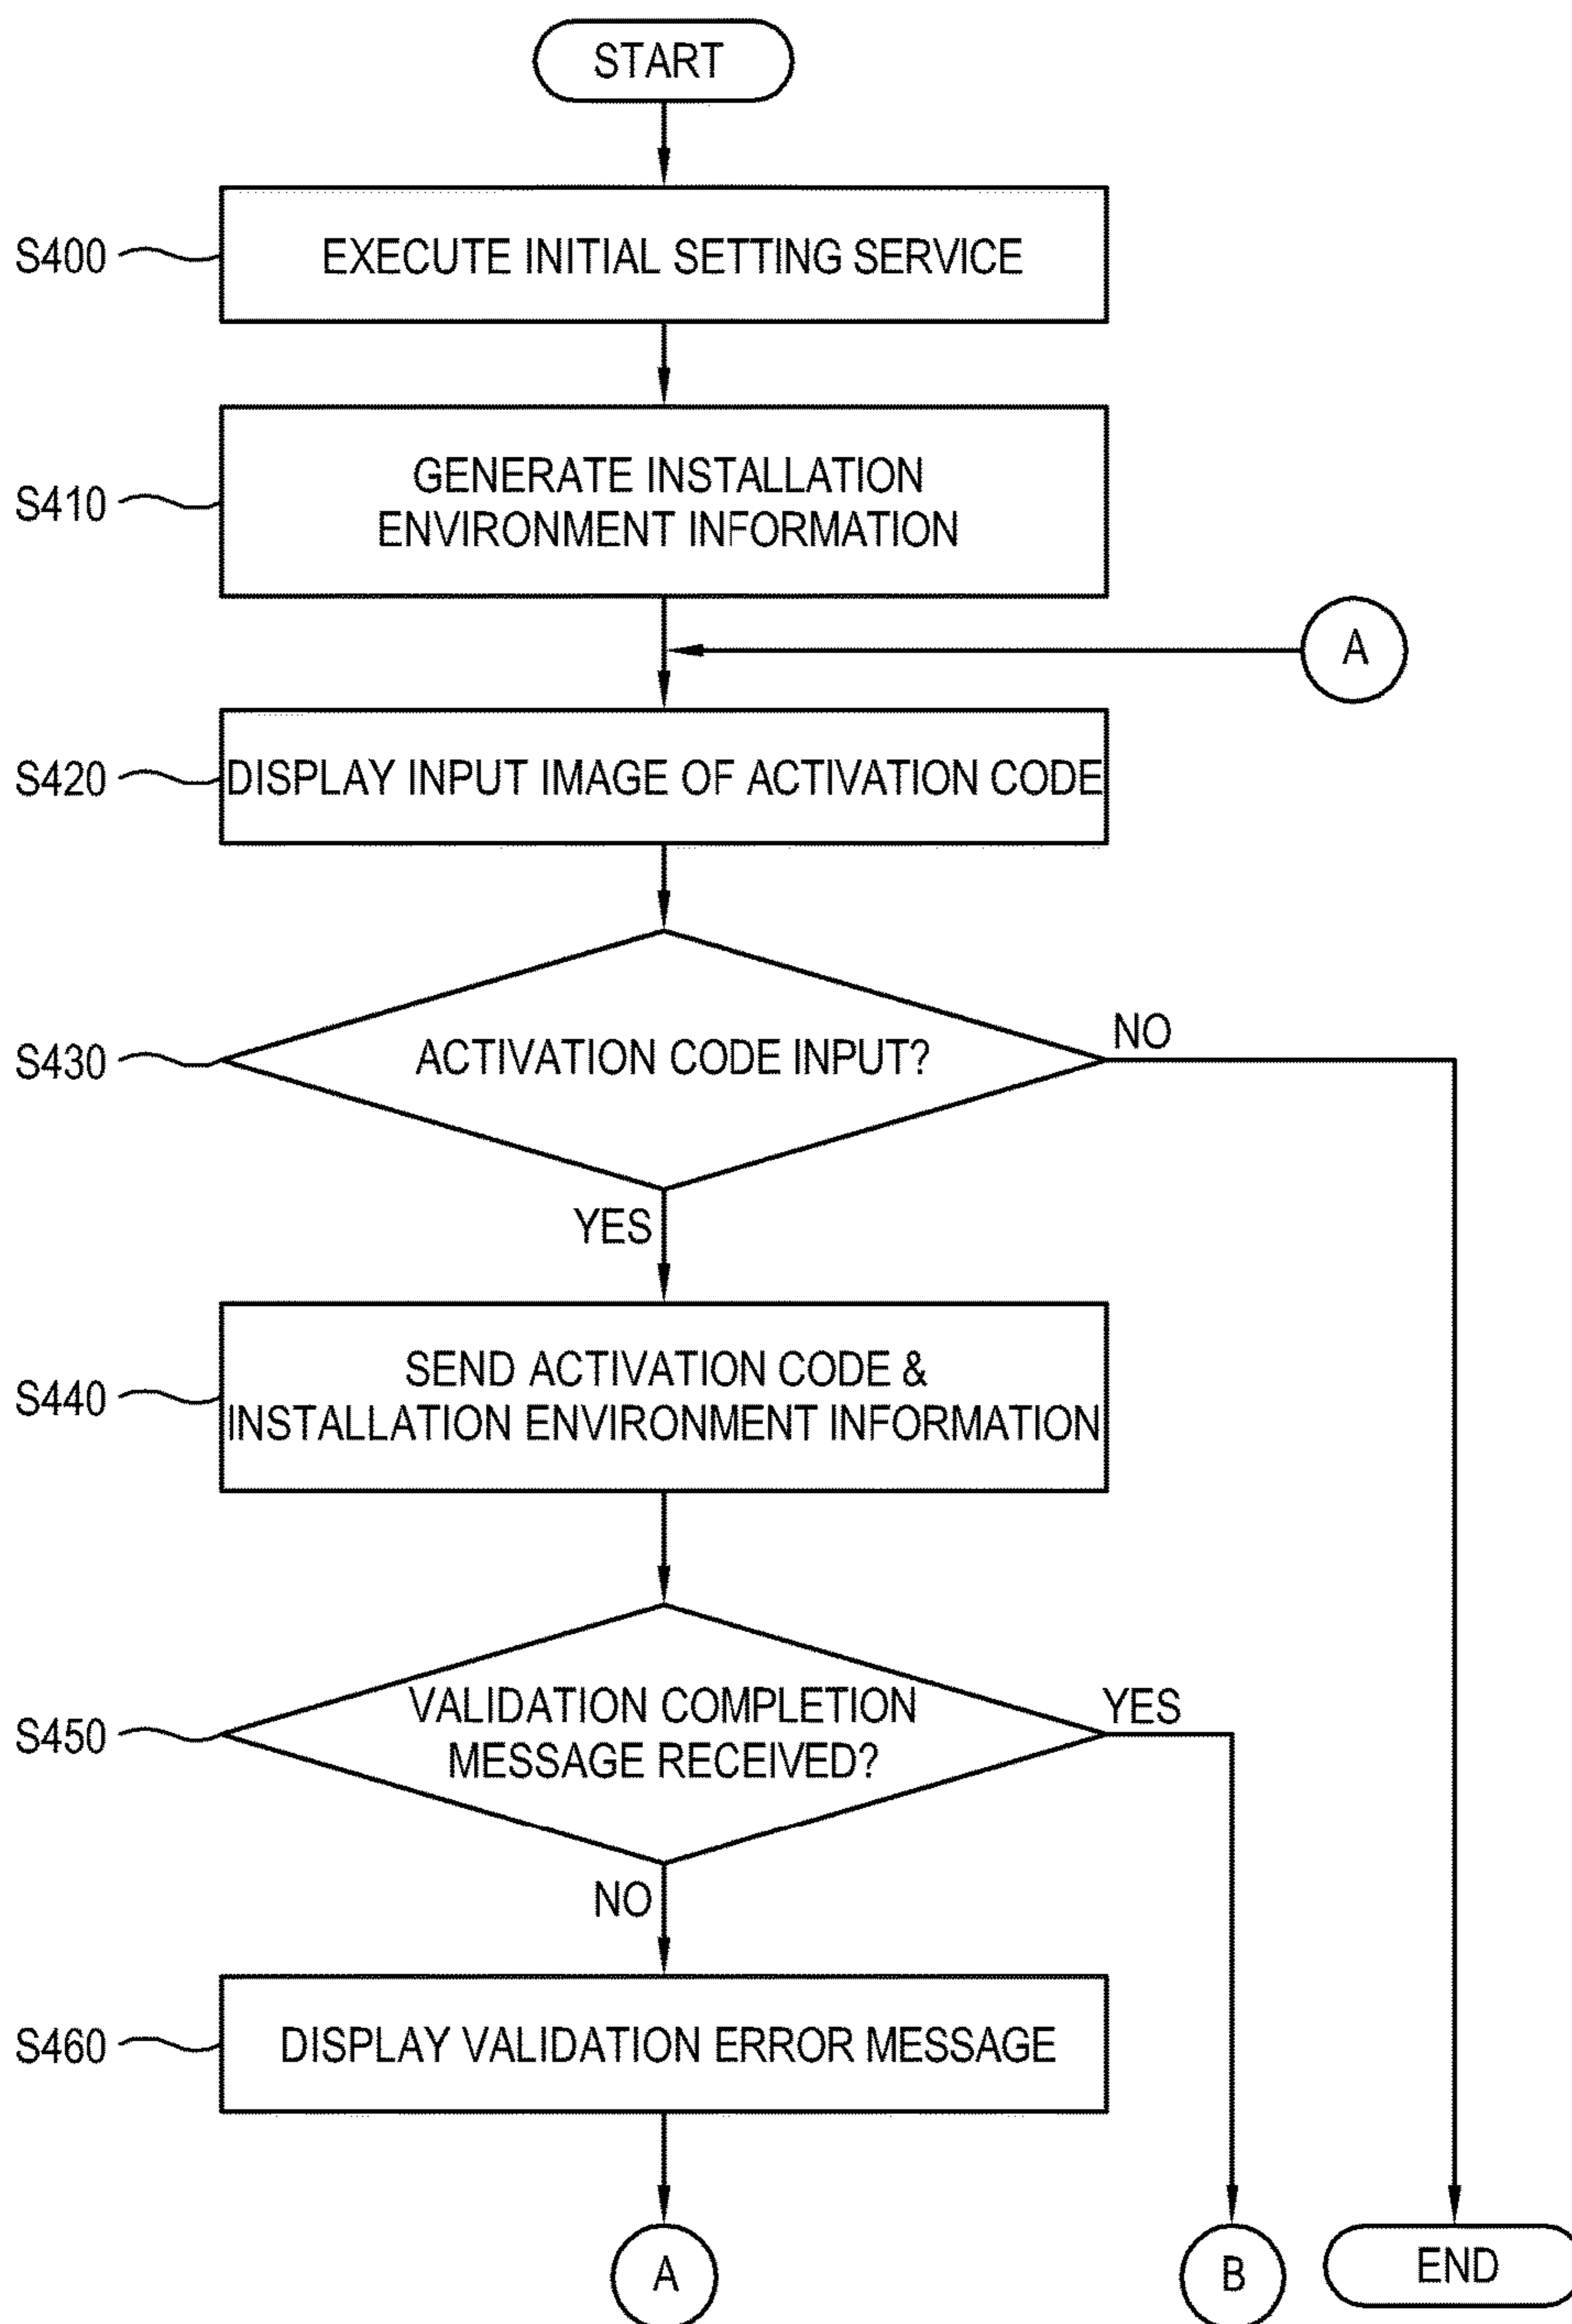 START
S400
EXECUTE INITIAL SETTING SERVICE
S410
GENERATE INSTALLATION
ENVIRONMENT INFORMATION
A
S420
DISPLAY INPUT IMAGE OF ACTIVATION CODE
S430
ACTIVATION CODE INPUT?
NO
YES
S440
SEND ACTIVATION CODE &
INSTALLATION ENVIRONMENT INFORMATION
S450
VALIDATION COMPLETION
MESSAGE RECEIVED?
YES
NO
S460
DISPLAY VALIDATION ERROR MESSAGE
A
B
END